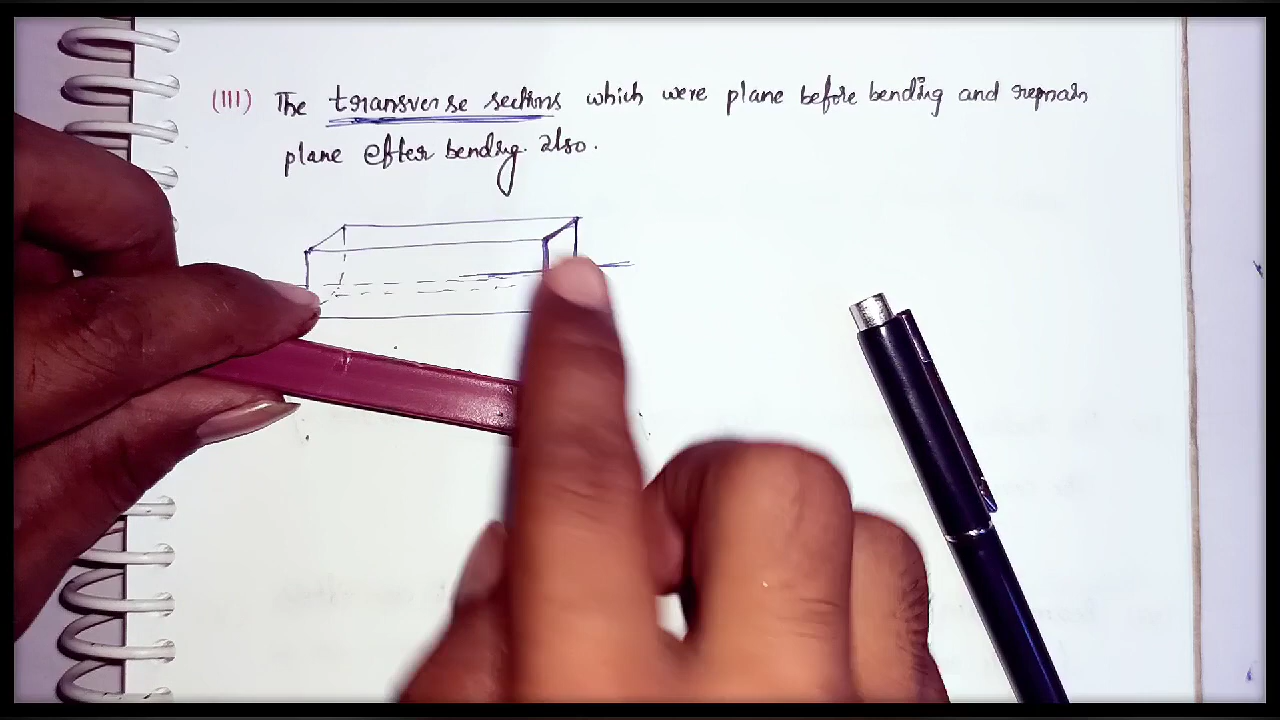 (III) The transverse sections which were plane before bending and remain
plane after bending. also.